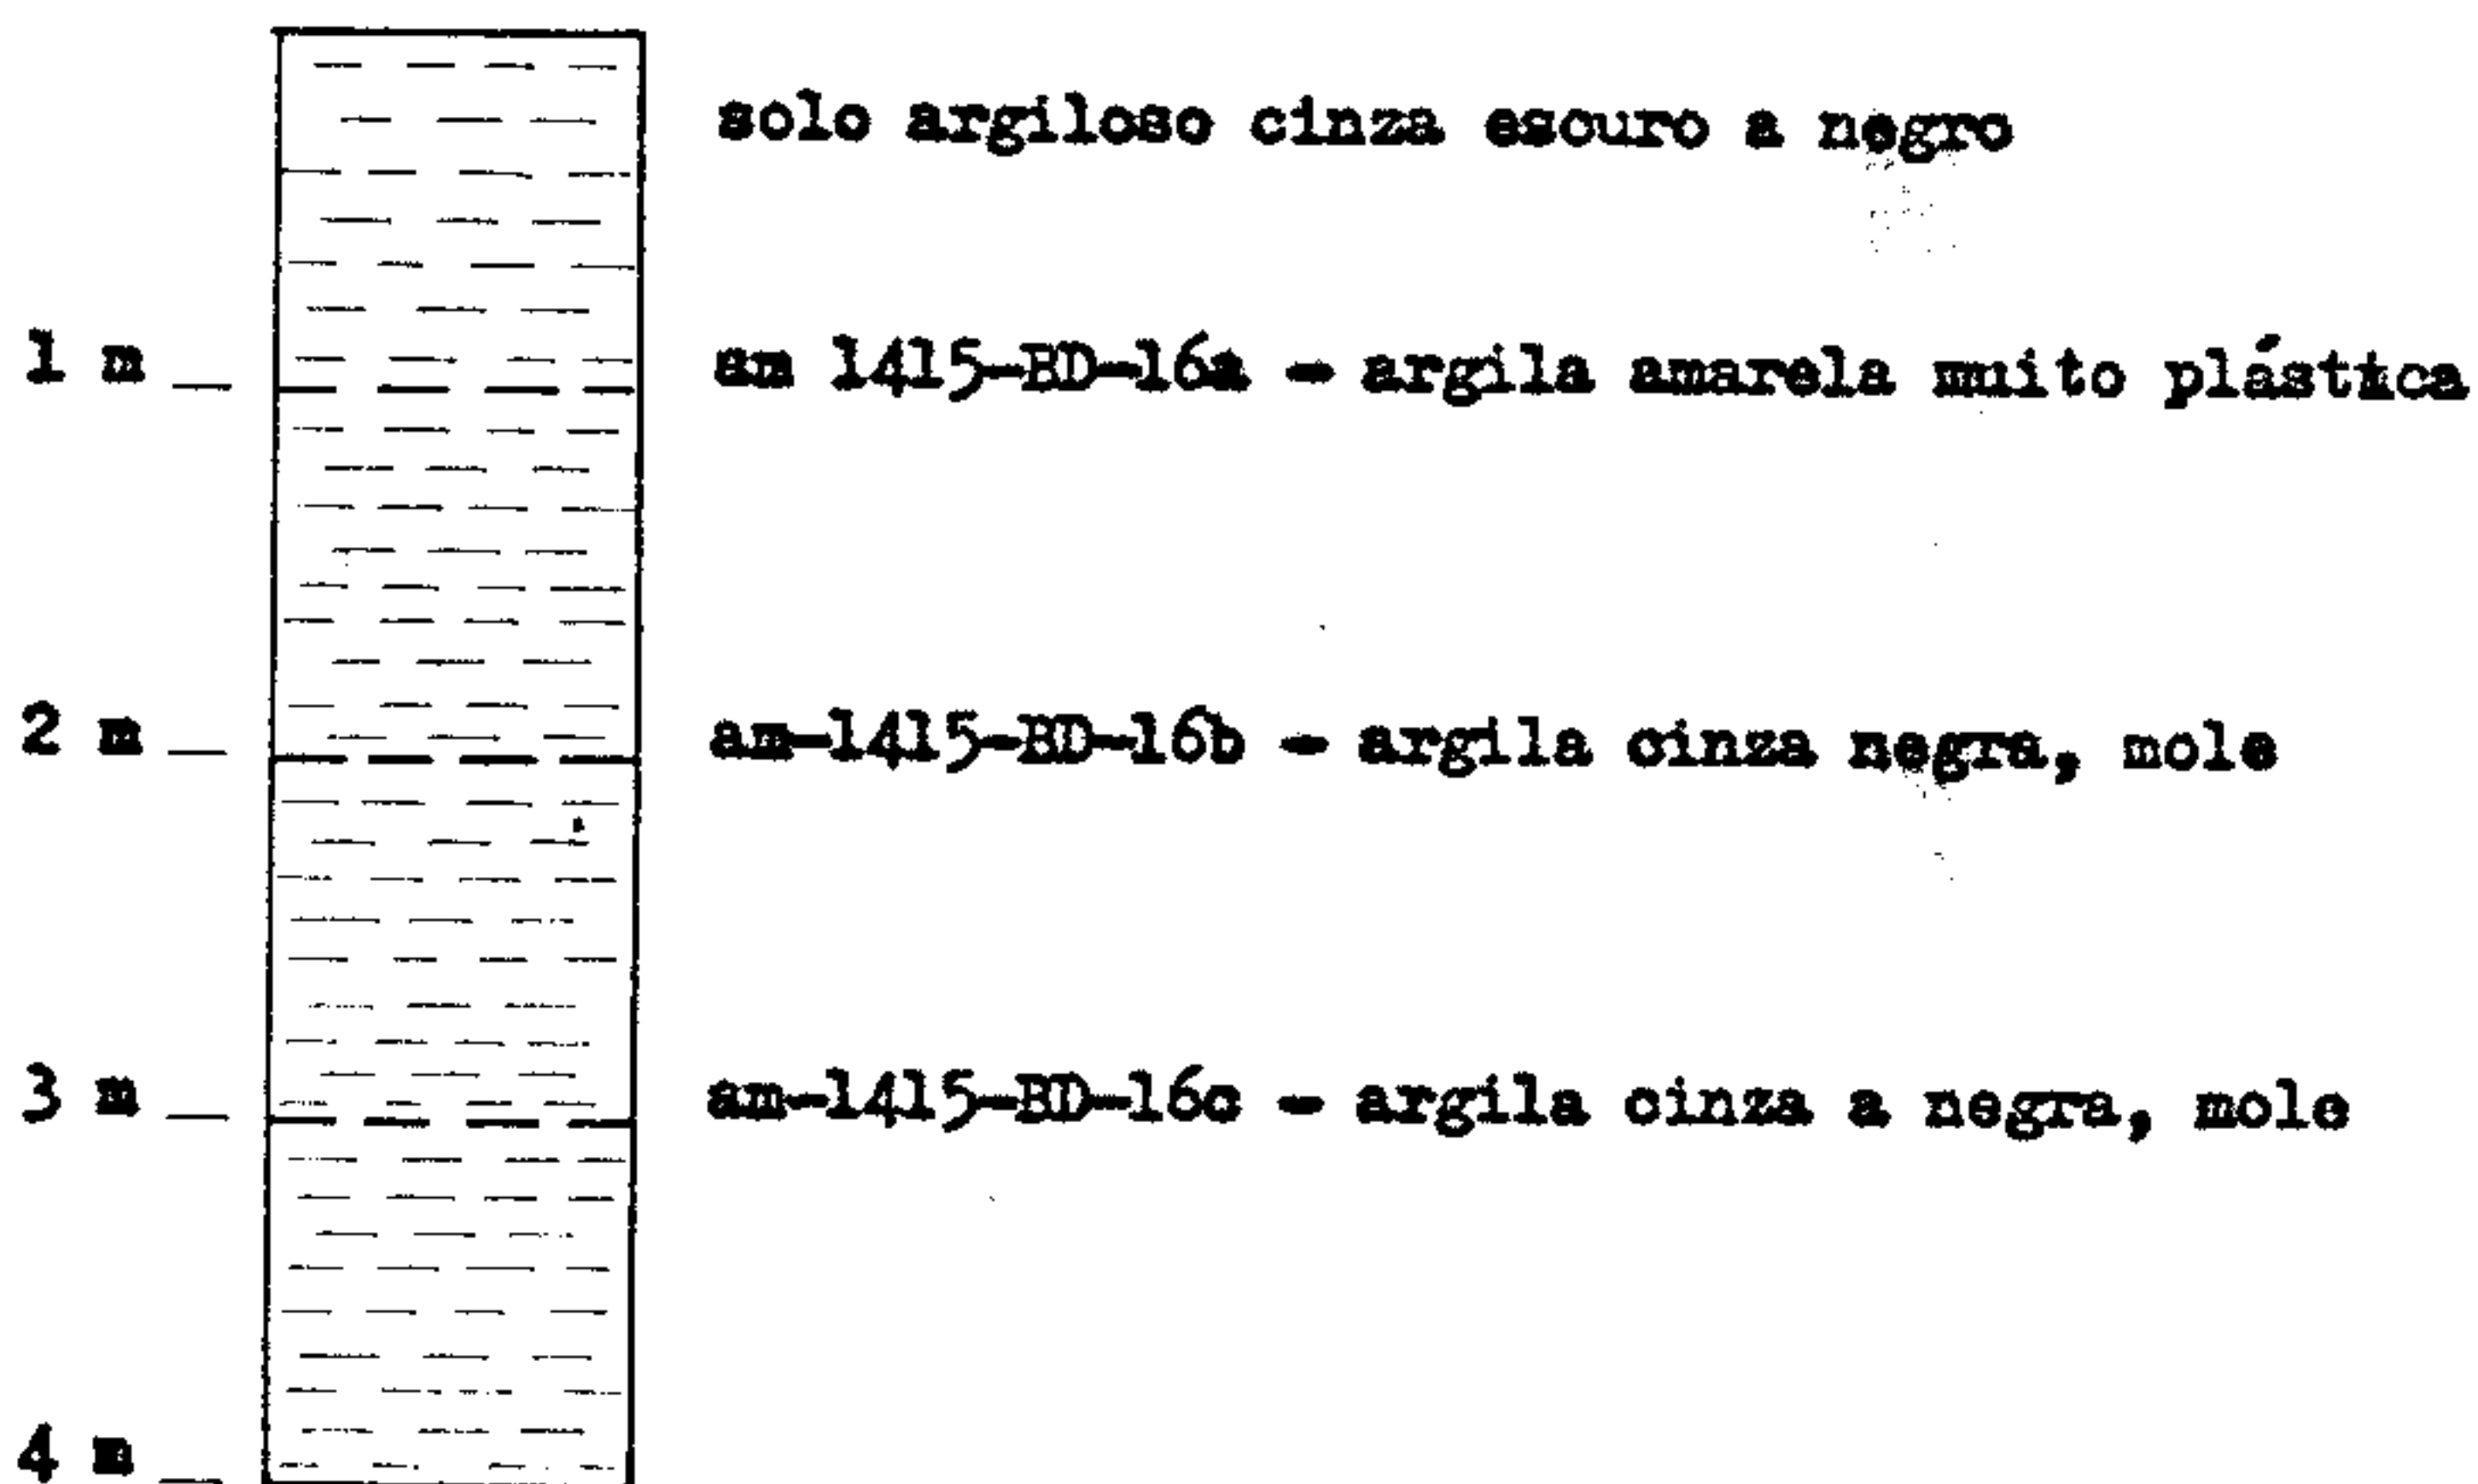 solo argiloso cinza escuro a negro
1 m am 1415-BD-16a - argila amarela muito plástica
2 m am-1415-BD-16b - argila cinza negra, mole
3 m am-1415-BD-16c - argila cinza a negra, mole
4 m